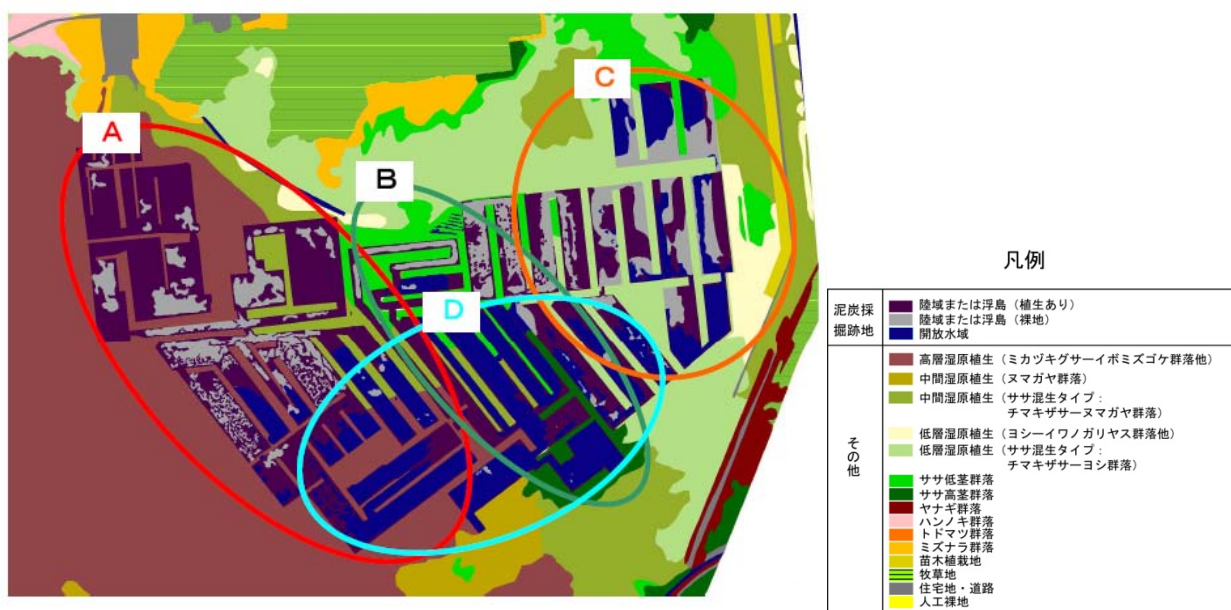 A
B
C
D
凡例
泥炭採
掘跡地
陸域または浮島（植生あり）
陸域または浮島（裸地）
開放水域
その他
高層湿原植生（ミカヅキグサーイボミズゴケ群落他）
中間湿原植生（ヌマガヤ群落）
中間湿原植生（ササ混生タイプ：
チマキザサーヌマガヤ群落）
低層湿原植生（ヨシーイワノガリヤス群落他）
低層湿原植生（ササ混生タイプ：
チマキザサーヨシ群落）
ササ低茎群落
ササ高茎群落
ヤナギ群落
ハンノキ群落
トドマツ群落
ミズナラ群落
苗木植栽地
牧草地
住宅地・道路
人工裸地